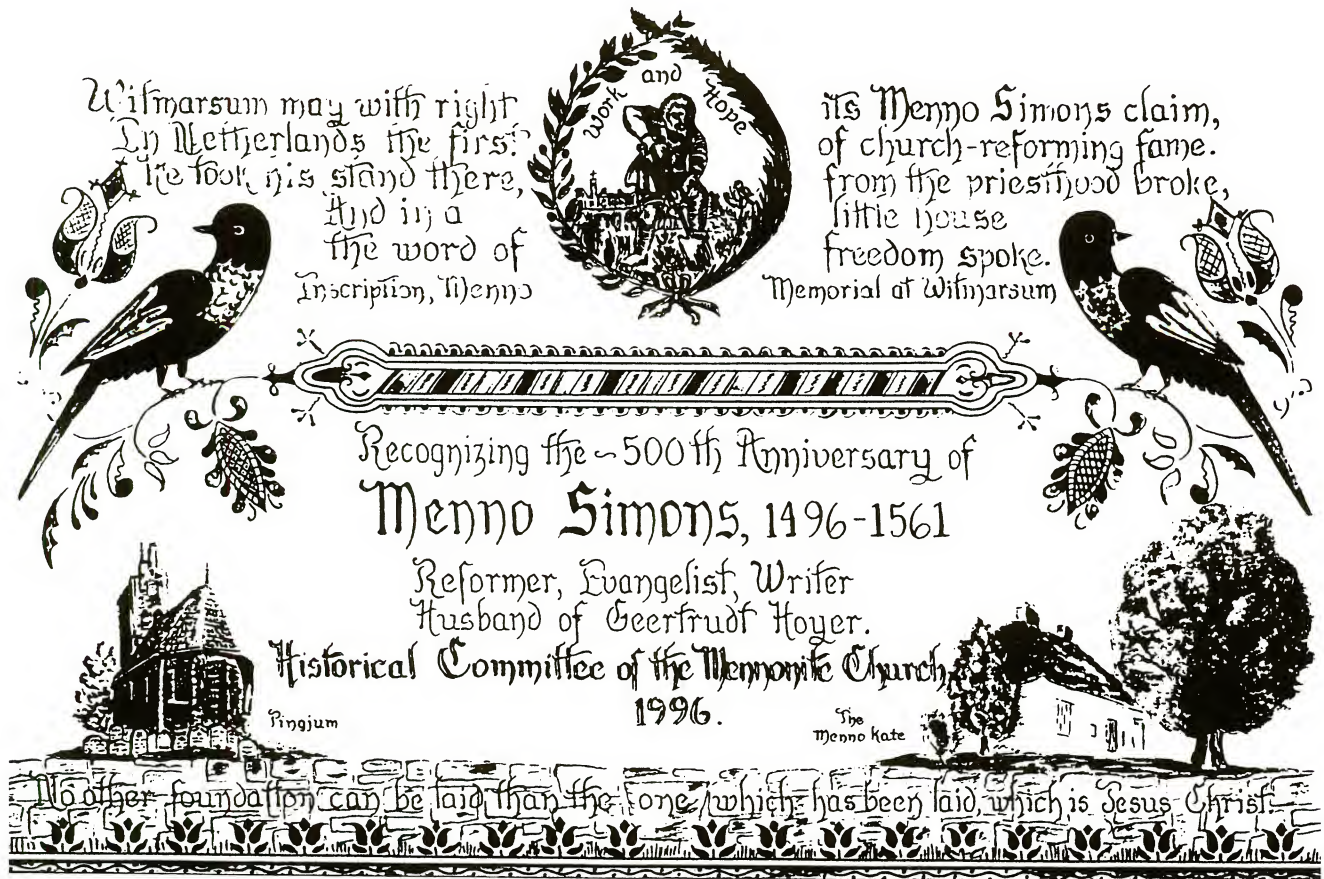 Work and Hope
Witmarsum may with right its Menno Simons claim,
In Netherlands the first of church-reforming fame.
He took his stand there, from the priesthood broke,
And in a little house
the word of freedom spoke.
Inscription, Menno Memorial at Witmarsum
Recognizing the ~ 500th Anniversary of
Menno Simons, 1496-1561
Reformer, Evangelist, Writer
Husband of Geertrudt Hoyer.
Historical Committee of the Mennonite Church,
1996.
Pingjum
The
Menno Kate
No other foundation can be laid than the one which has been laid, which is Jesus Christ.